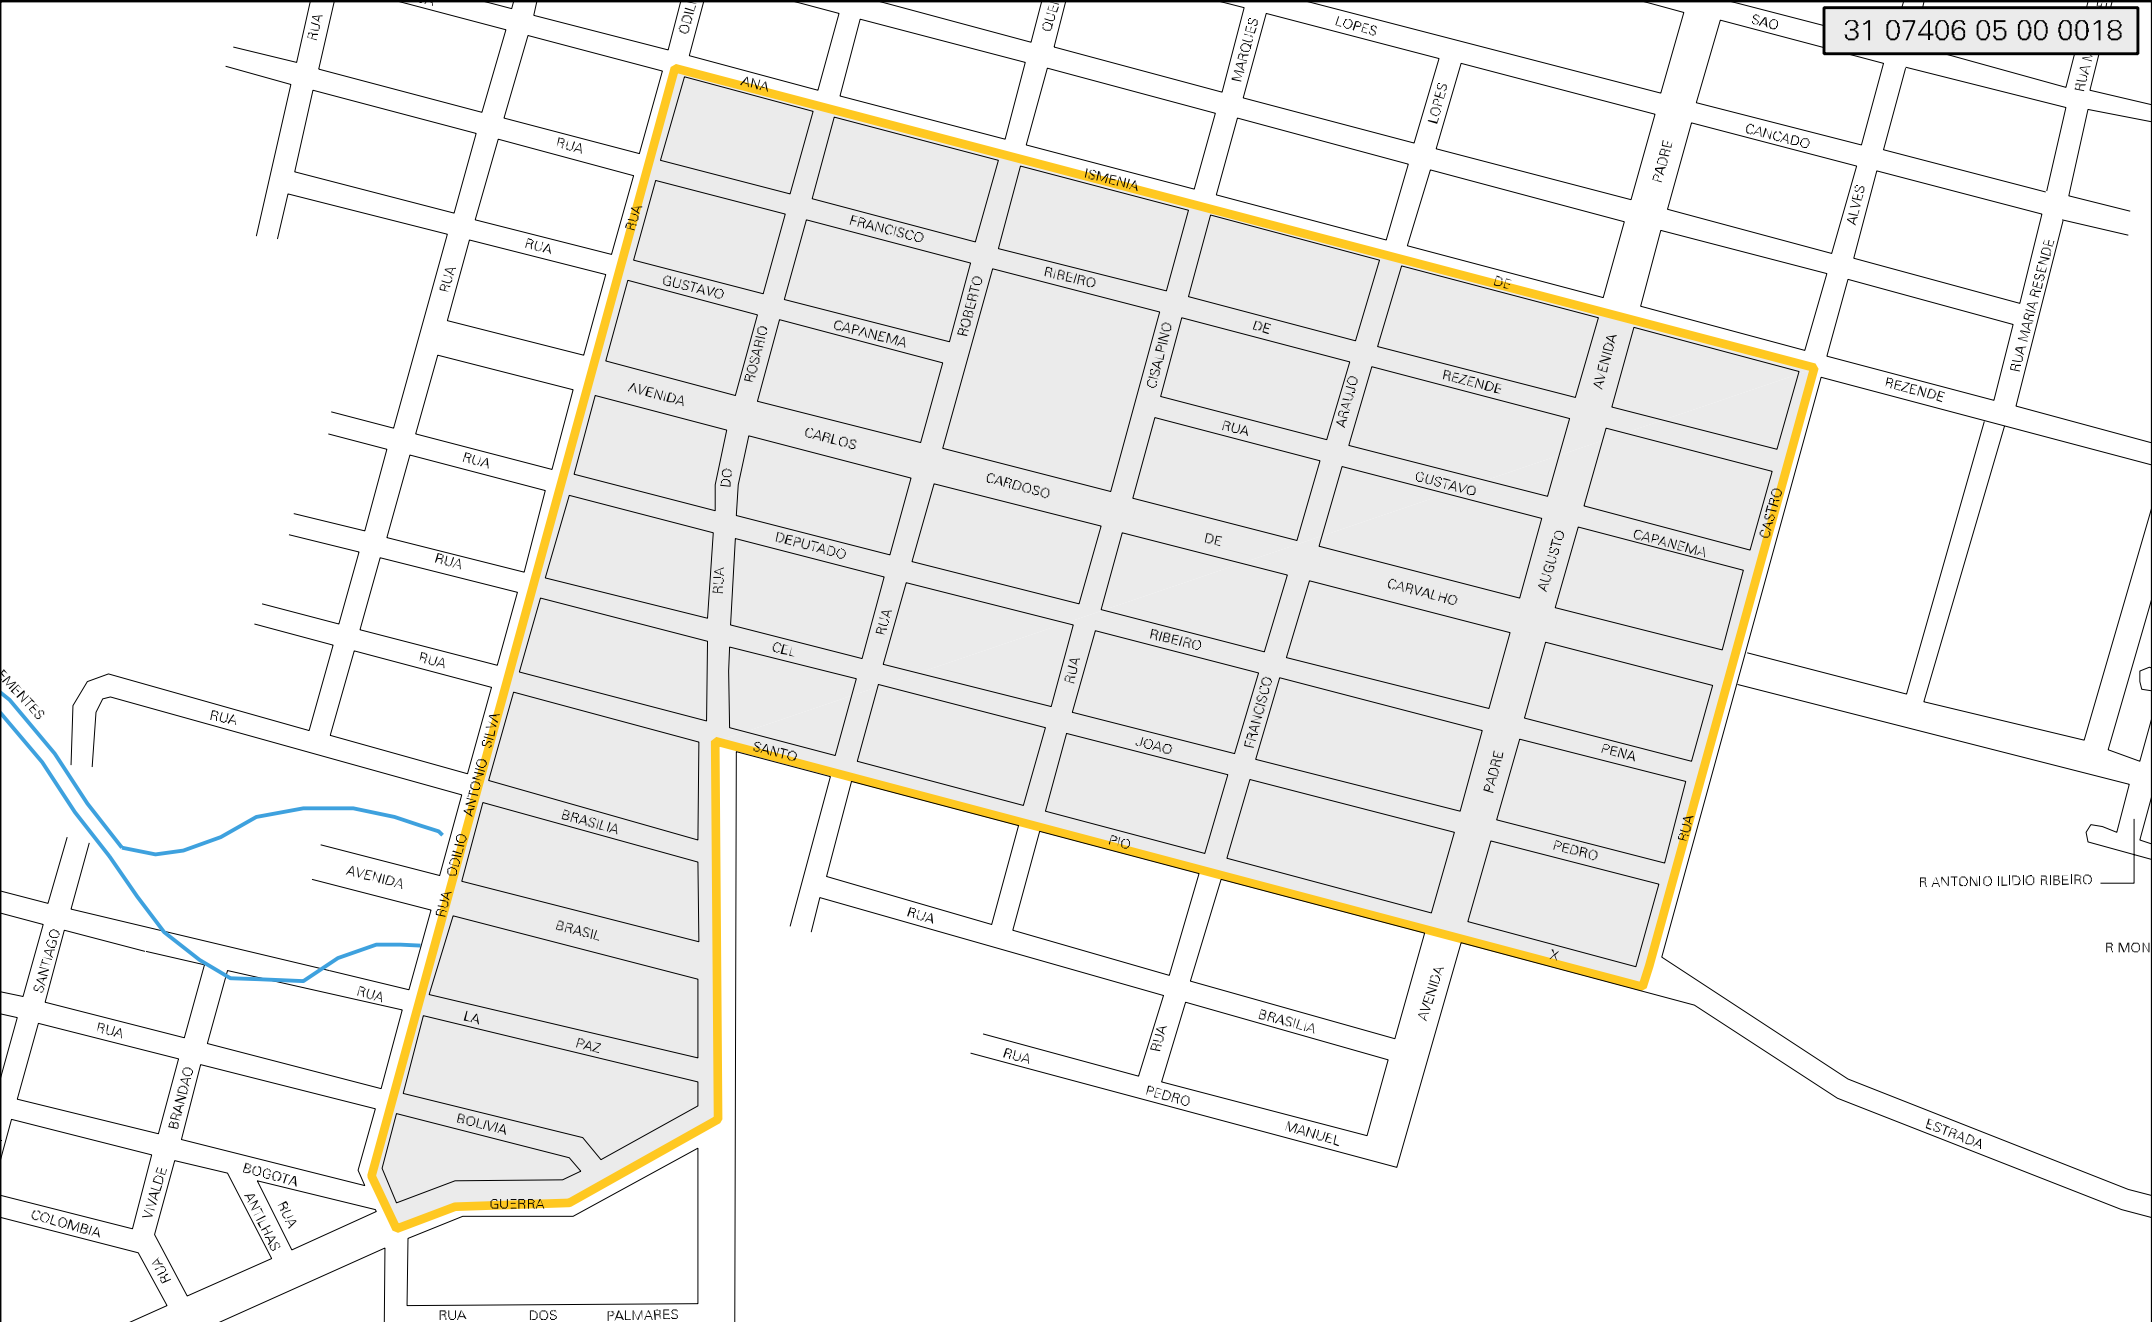 31 07406 05 00 0018
SAO
LOPES
RUA
MARQUES
RUA M
ANA
LOPES
CANCADO
RUA
PADRE
ISMENIA
ALVES
RUA
FRANCISCO
RUA
RUA
RIBEIRO
DE
RUA MARIA RESENDE
GUSTAVO
ROBERTO
CAPANEMA
DE
ROSARIO
CISALPINO
AVENIDA
REZENDE
REZENDE
AVENIDA
ARAUJO
CARLOS
RUA
RUA
DO
CARDOSO
GUSTAVO
CASTRO
DEPUTADO
DE
CAPANEMA
RUA
RUA
AUGUSTO
CARVALHO
RUA
RUA
CEL
RIBEIRO
RUA
EMENTES
RUA
SILVA
FRANCISCO
SANTO
JOAO
PENA
ANTONIO
PADRE
BRASILIA
PIO
RUA
ODILIO
PEDRO
AVENIDA
R ANTONIO ILIDIO RIBEIRO
RUA
RUA
BRASIL
R MON
SANTIAGO
X
RUA
AVENIDA
LA
BRASILIA
RUA
PAZ
RUA
RUA
BRANDAO
PEDRO
BOLIVIA
MANUEL
ESTRADA
BOGOTA
VIVALDE
GUERRA
RUA
ANTILHAS
COLOMBIA
RUA
RUA DOS PALMARES